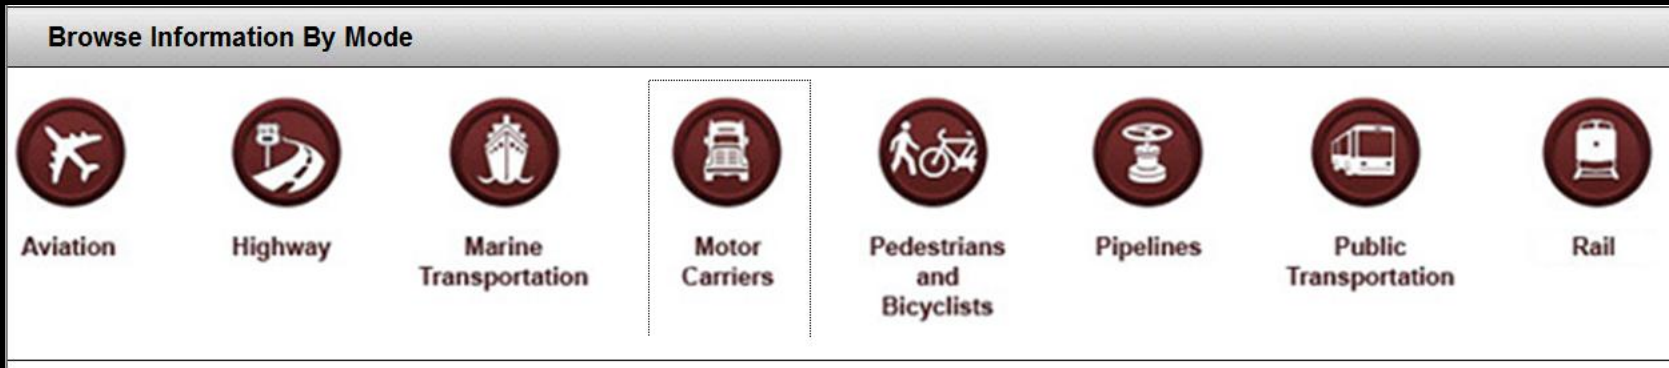 Browse Information By Mode
Aviation
Highway
Marine
Transportation
Motor
Carriers
Pedestrians
and
Bicyclists
Pipelines
Public
Transportation
Rail